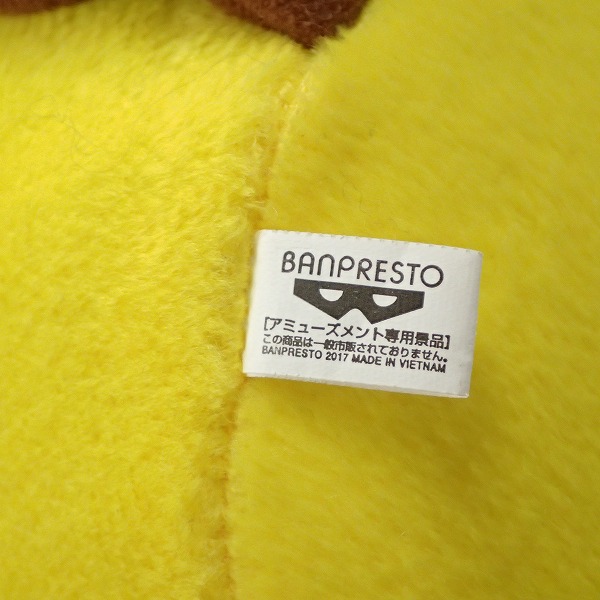 BANPRESTO
[アミューズメント専用景品]
この商品は一般市販されておりません。
BANPRESTO 2017 MADE IN VIETNAM